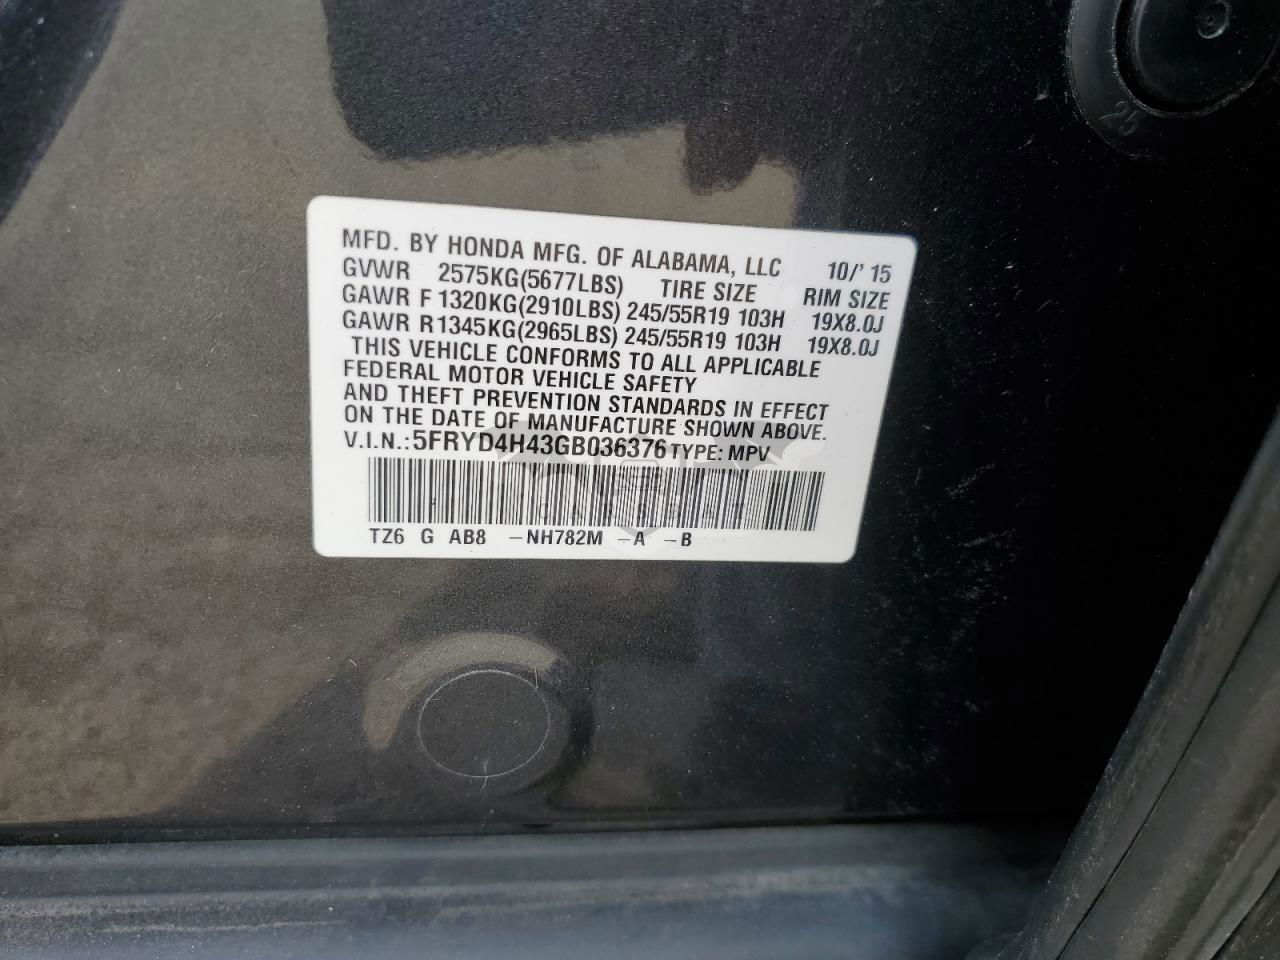 MFD. BY HONDA MFG. OF ALABAMA, LLC 10/'15
GVWR 2575KG(5677LBS) TIRE SIZE RIM SIZE
GAWR F 1320KG(2910LBS) 245/55R19 103H 19X8.0J
GAWR R1345KG(2965LBS) 245/55R19 103H 19X8.0J
THIS VEHICLE CONFORMS TO ALL APPLICABLE
FEDERAL MOTOR VEHICLE SAFETY
AND THEFT PREVENTION STANDARDS IN EFFECT
ON THE DATE OF MANUFACTURE SHOWN ABOVE.
V.I.N.:5FRYD4H43GB036376 TYPE: MPV
TZ6 G AB8 -NH782M -A -B
25